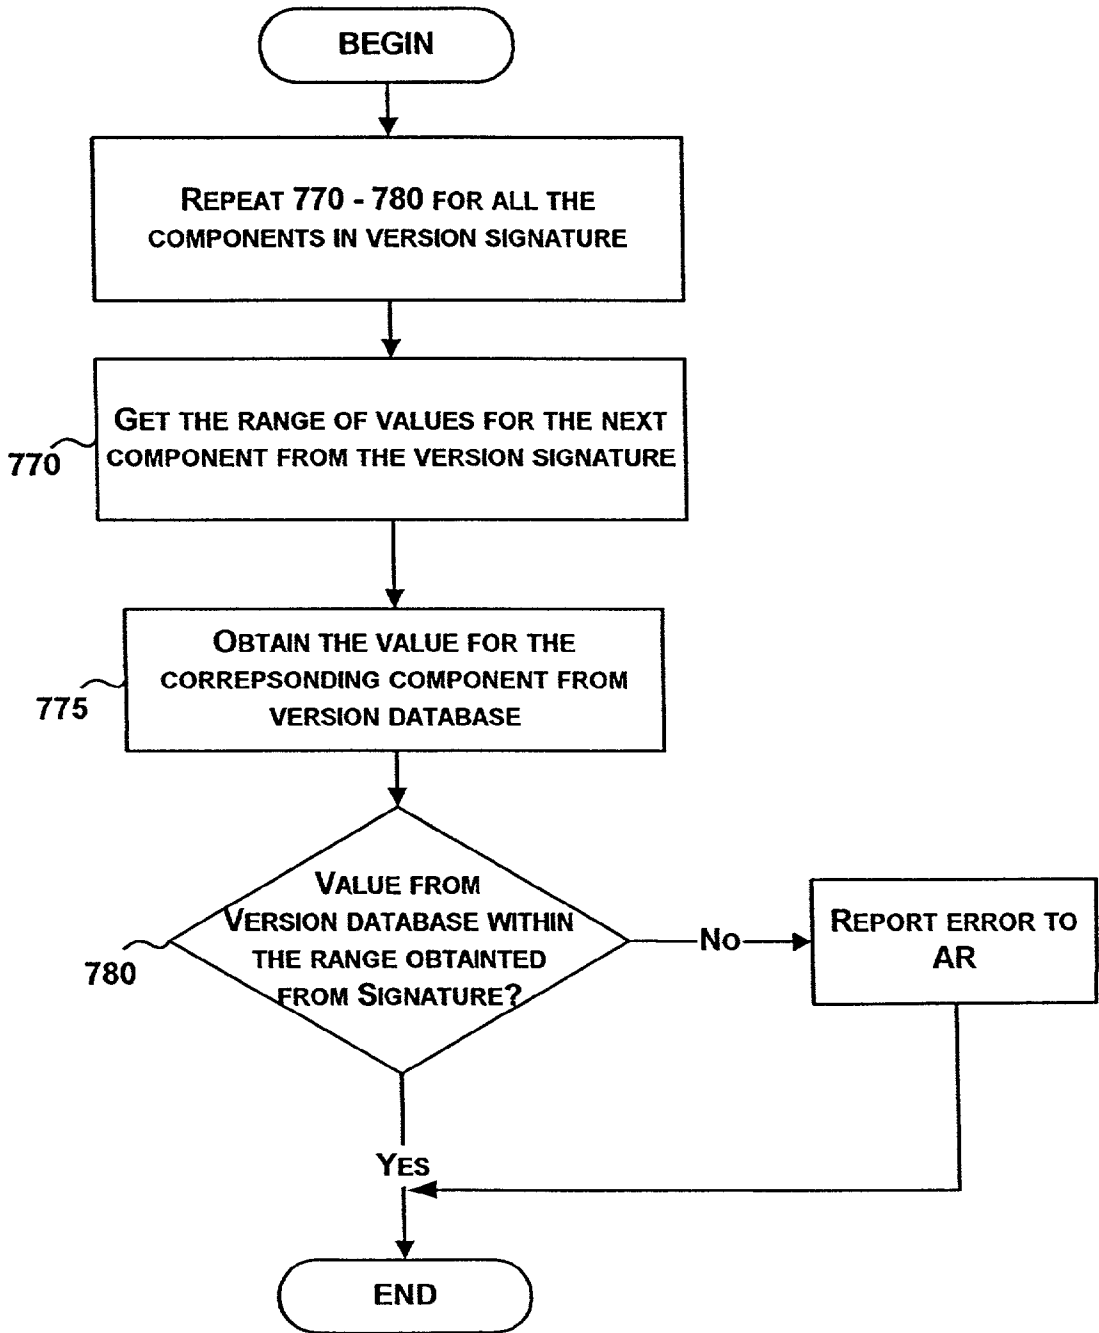 BEGIN
REPEAT 770 - 780 FOR ALL THE
COMPONENTS IN VERSION SIGNATURE
GET THE RANGE OF VALUES FOR THE NEXT
COMPONENT FROM THE VERSION SIGNATURE
770
OBTAIN THE VALUE FOR THE
CORREPSONDING COMPONENT FROM
VERSION DATABASE
775
VALUE FROM
VERSION DATABASE WITHIN
THE RANGE OBTAINTED
FROM SIGNATURE?
780
NO
REPORT ERROR TO
AR
YES
END